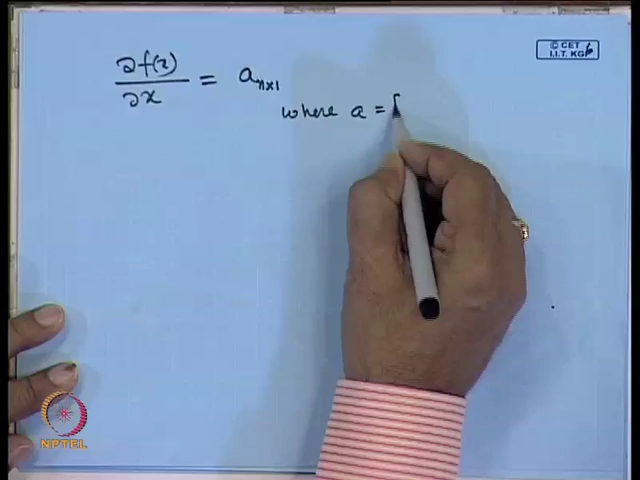 © CET
I.I.T. KGP
∂f(x)/∂x = a_{n×1}
where a = [
NPTEL